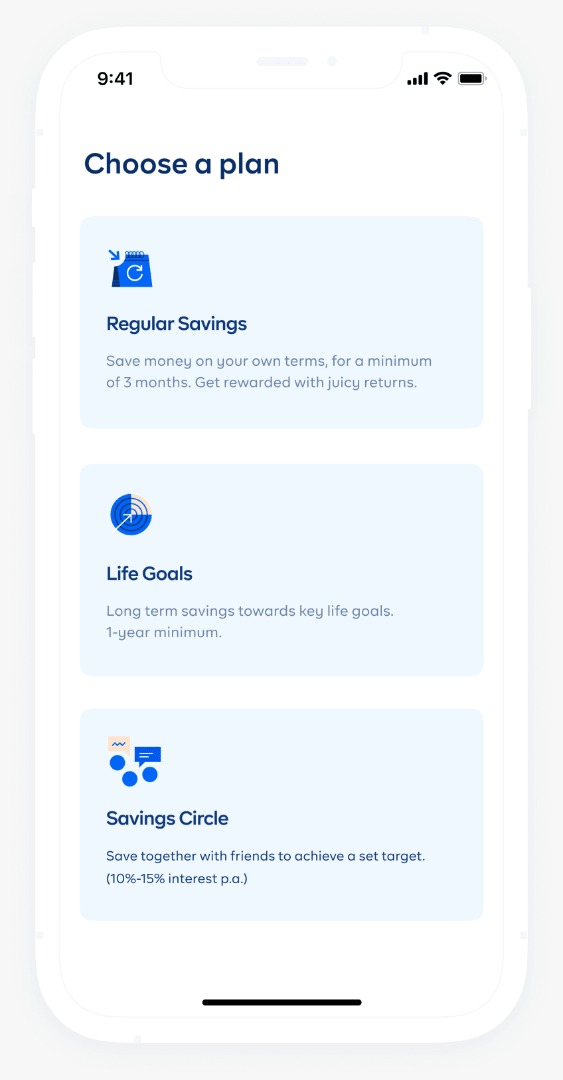 9:41
Choose a plan
Regular Savings
Save money on your own terms, for a minimum
of 3 months. Get rewarded with juicy returns.
Life Goals
Long term savings towards key life goals.
1-year minimum.
Savings Circle
Save together with friends to achieve a set target.
(10%-15% interest p.a.)